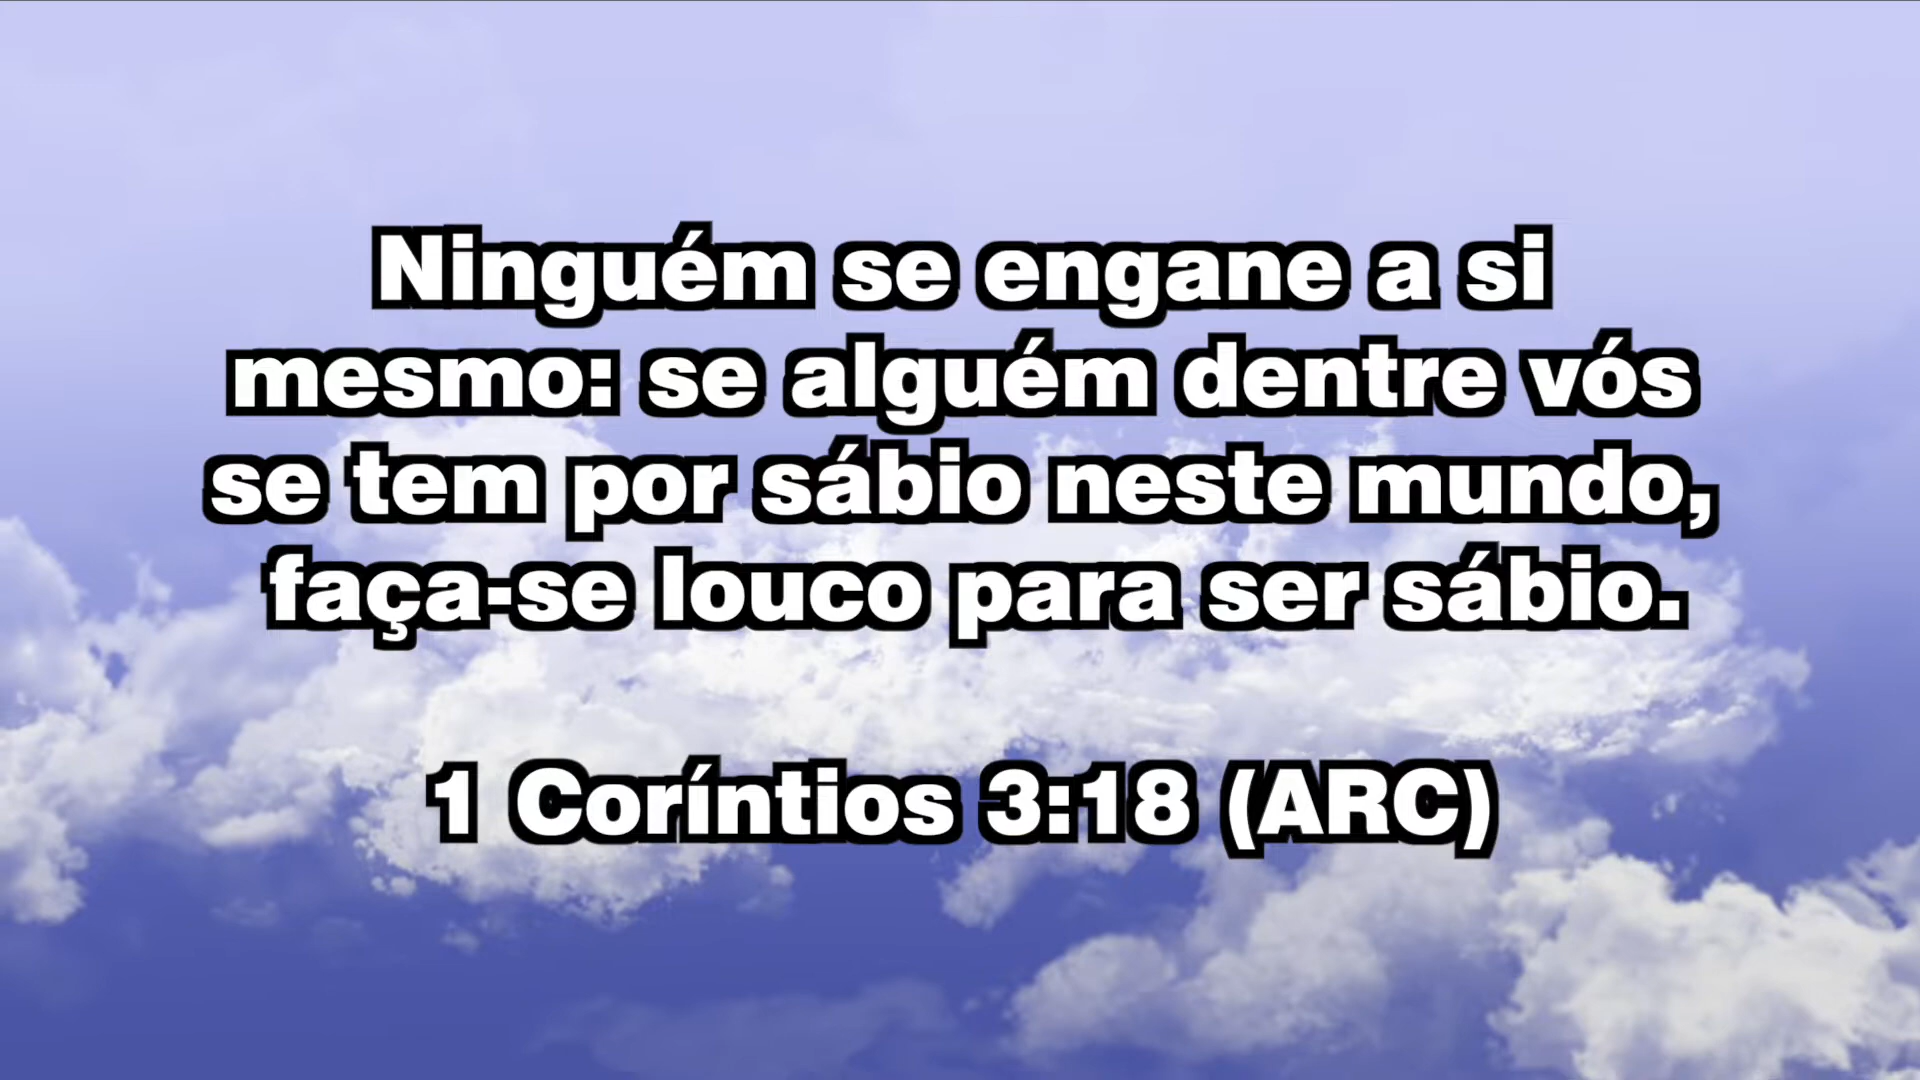 Ninguém se engane a si
mesmo: se alguém dentre vós
se tem por sábio neste mundo,
faça-se louco para ser sábio.
1 Coríntios 3:18 (ARC)